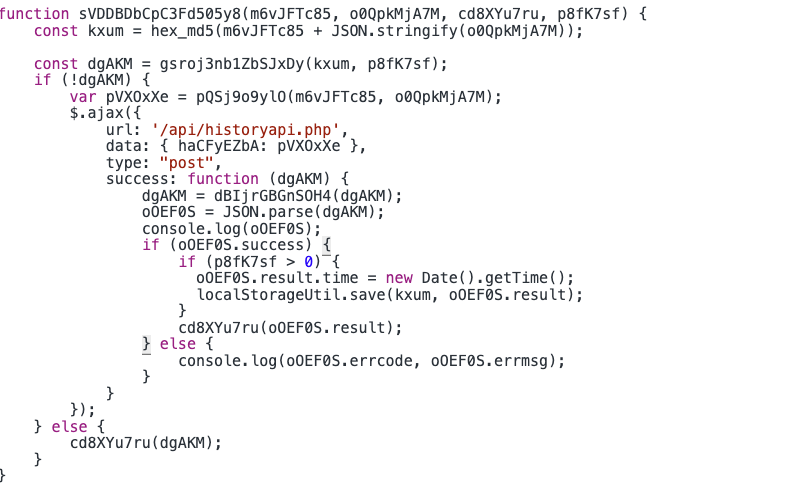 function sVDDBDbCpC3Fd505y8(m6vJFTc85, o0QpkMjA7M, cd8XYu7ru, p8fK7sf) {
    const kxum = hex_md5(m6vJFTc85 + JSON.stringify(o0QpkMjA7M));

    const dgAKM = gsroj3nb1ZbSJxDy(kxum, p8fK7sf);
    if (!dgAKM) {
        var pVXOxXe = pQSj9o9ylO(m6vJFTc85, o0QpkMjA7M);
        $.ajax({
            url: '/api/historyapi.php',
            data: { haCFyEZbA: pVXOxXe },
            type: "post",
            success: function (dgAKM) {
                dgAKM = dBIjrGBGnSOH4(dgAKM);
                oOEF0S = JSON.parse(dgAKM);
                console.log(oOEF0S);
                if (oOEF0S.success) {
                    if (p8fK7sf > 0) {
                      oOEF0S.result.time = new Date().getTime();
                      localStorageUtil.save(kxum, oOEF0S.result);
                    }
                    cd8XYu7ru(oOEF0S.result);
                } else {
                    console.log(oOEF0S.errcode, oOEF0S.errmsg);
                }
            }
        });
    } else {
        cd8XYu7ru(dgAKM);
    }
}